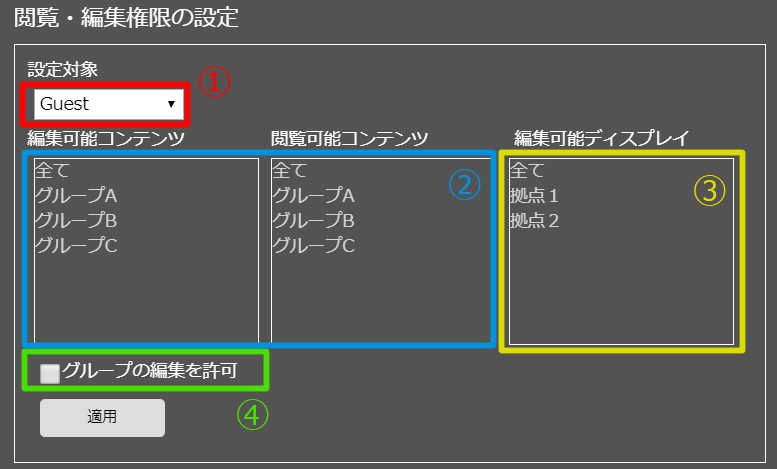 閲覧・編集権限の設定
設定対象
①
Guest
編集可能コンテンツ
閲覧可能コンテンツ
編集可能ディスプレイ
全て
グループA
グループB
グループC
全て
グループA
グループB
グループC
②
全て
拠点１
拠点２
③
グループの編集を許可
④
適用